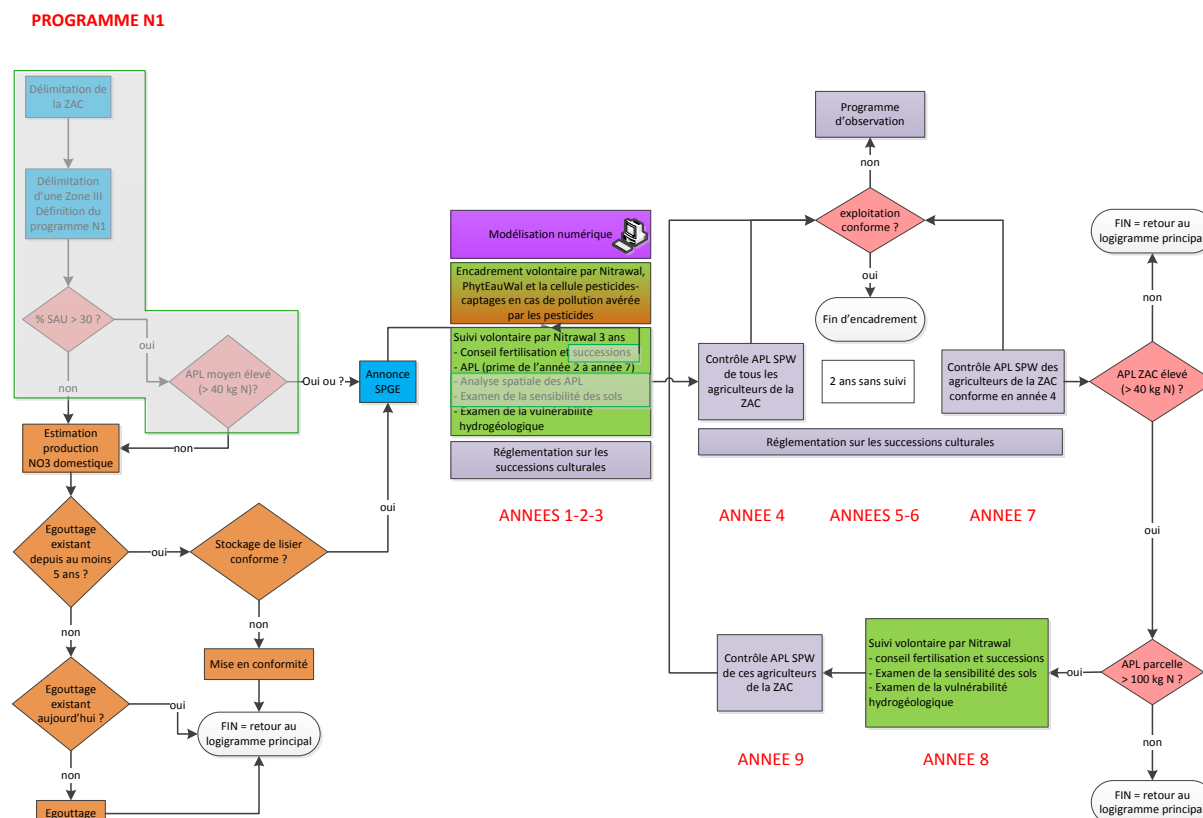 PROGRAMME N1
Délimitation de
la ZAC
Délimitation
d'une Zone III
Définition du
programme N1
% SAU > 30 ?
oui
non
APL moyen élevé
(> 40 kg N)?
Oui ou ?
non
Estimation
production
NO3 domestique
Egouttage
existant
depuis au moins
5 ans ?
oui
Stockage de lisier
conforme ?
oui
non
non
Mise en conformité
Egouttage
existant
aujourd'hui ?
oui
FIN = retour au
logigramme principal
non
Egouttage
Annonce
SPGE
Modélisation numérique
Encadrement volontaire par Nitrawal,
PhytEauWal et la cellule pesticides-
captages en cas de pollution avérée
par les pesticides
Suivi volontaire par Nitrawal 3 ans
- Conseil fertilisation et successions
- APL (prime de l'année 2 à année 7)
- Analyse spatiale des APL
- Examen de la sensibilité des sols
- Examen de la vulnérabilité
hydrogéologique
Réglementation sur les
successions culturales
ANNEES 1-2-3
Programme
d'observation
non
exploitation
conforme ?
oui
Fin d'encadrement
Contrôle APL SPW
de tous les
agriculteurs de la
ZAC
2 ans sans suivi
Contrôle APL SPW des
agriculteurs de la ZAC
conforme en année 4
Réglementation sur les successions culturales
ANNEE 4
ANNEES 5-6
ANNEE 7
FIN = retour au
logigramme principal
non
APL ZAC élevé
(> 40 kg N) ?
oui
APL parcelle
> 100 kg N ?
oui
non
FIN = retour au
logigramme principal
Suivi volontaire par Nitrawal
- conseil fertilisation et successions
- Examen de la sensibilité des sols
- Examen de la vulnérabilité
hydrogéologique
Contrôle APL SPW
de ces agriculteurs
de la ZAC
ANNEE 9
ANNEE 8